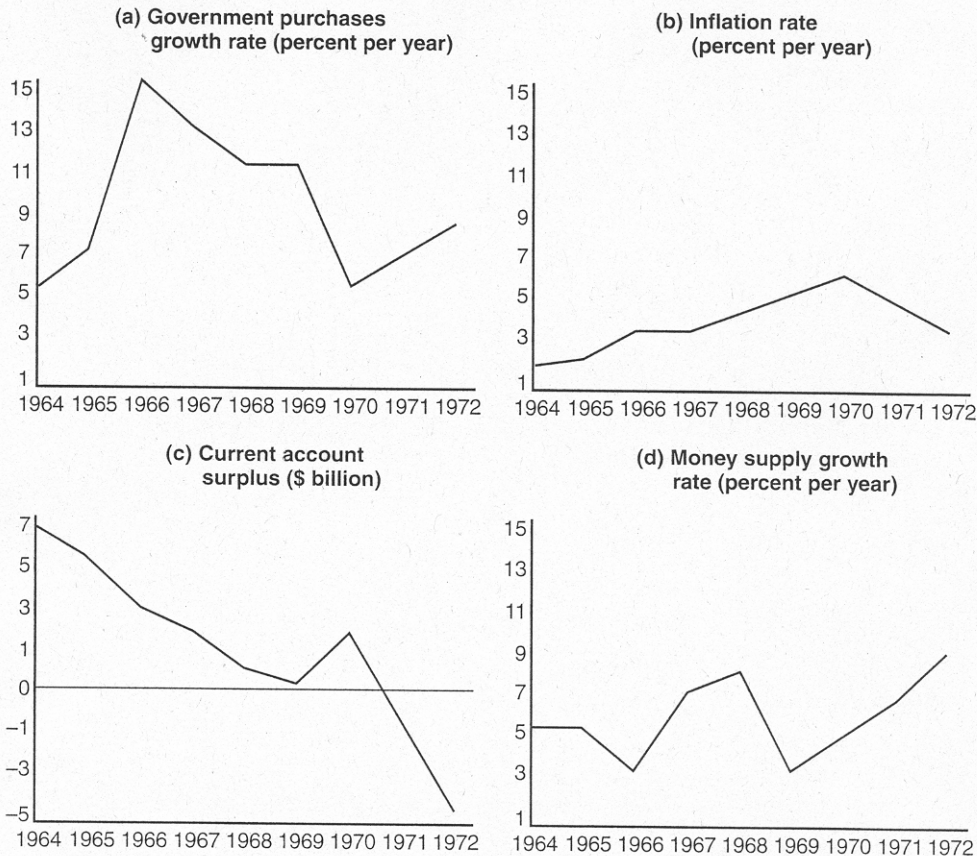 (a) Government purchases
growth rate (percent per year)
15
13
11
9
7
5
3
1
1964 1965 1966 1967 1968 1969 1970 1971 1972
(b) Inflation rate
(percent per year)
15
13
11
9
7
5
3
1
1964 1965 1966 1967 1968 1969 1970 1971 1972
(c) Current account
surplus ($ billion)
7
5
3
1
0
–1
–3
–5
1964 1965 1966 1967 1968 1969 1970 1971 1972
(d) Money supply growth
rate (percent per year)
15
13
11
9
7
5
3
1
1964 1965 1966 1967 1968 1969 1970 1971 1972